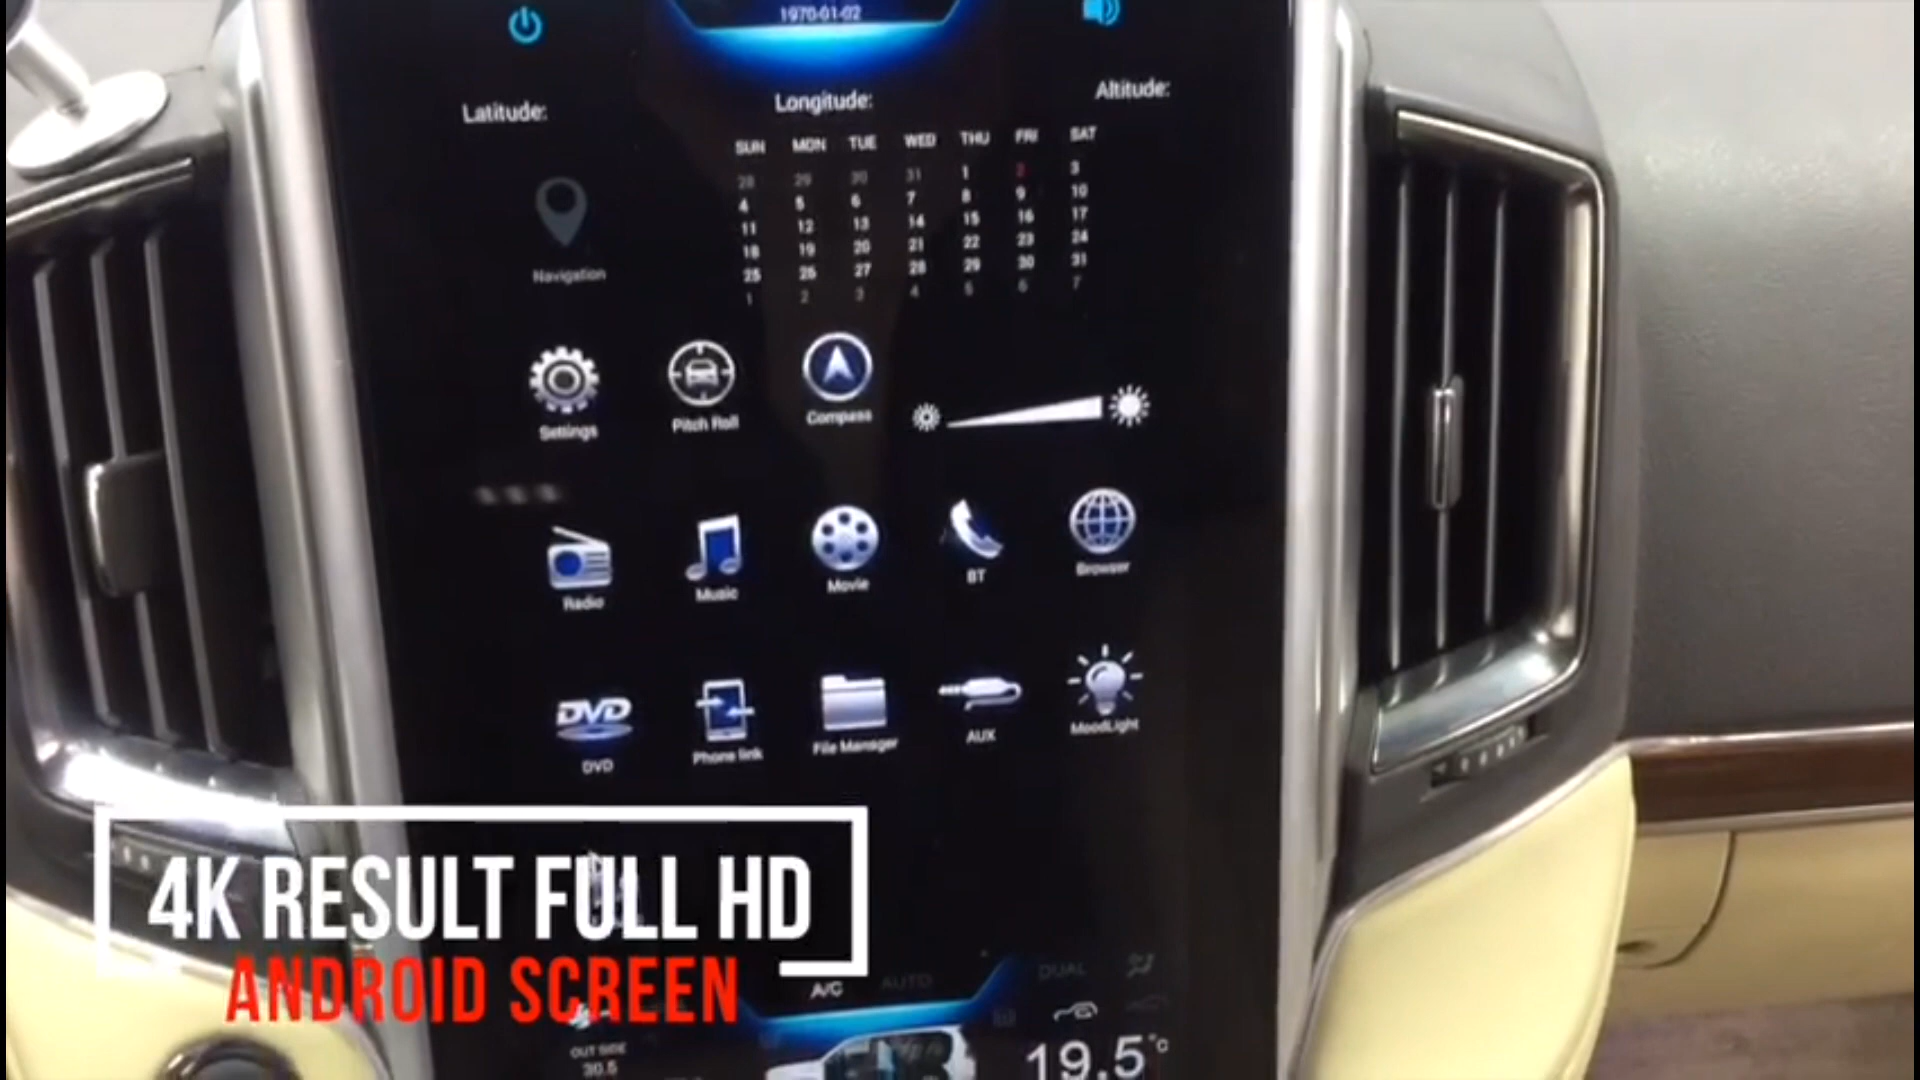 1970-01-02
Latitude:
Longitude:
Altitude:
SUN MON TUE WED THU FRI SAT
28 29 30 31 1 2 3
4 5 6 7 8 9 10
11 12 13 14 15 16 17
18 19 20 21 22 23 24
25 26 27 28 29 30 31
1 2 3 4 5 6 7
Navigation
Settings
Pitch Roll
Compass
Radio
Music
Movie
BT
Browser
DVD
DVD
Phone link
File Manager
AUX
MoodLight
4K RESULT FULL HD
ANDROID SCREEN
A/C
AUTO
DUAL
OUT SIDE
30.5
19.5°C